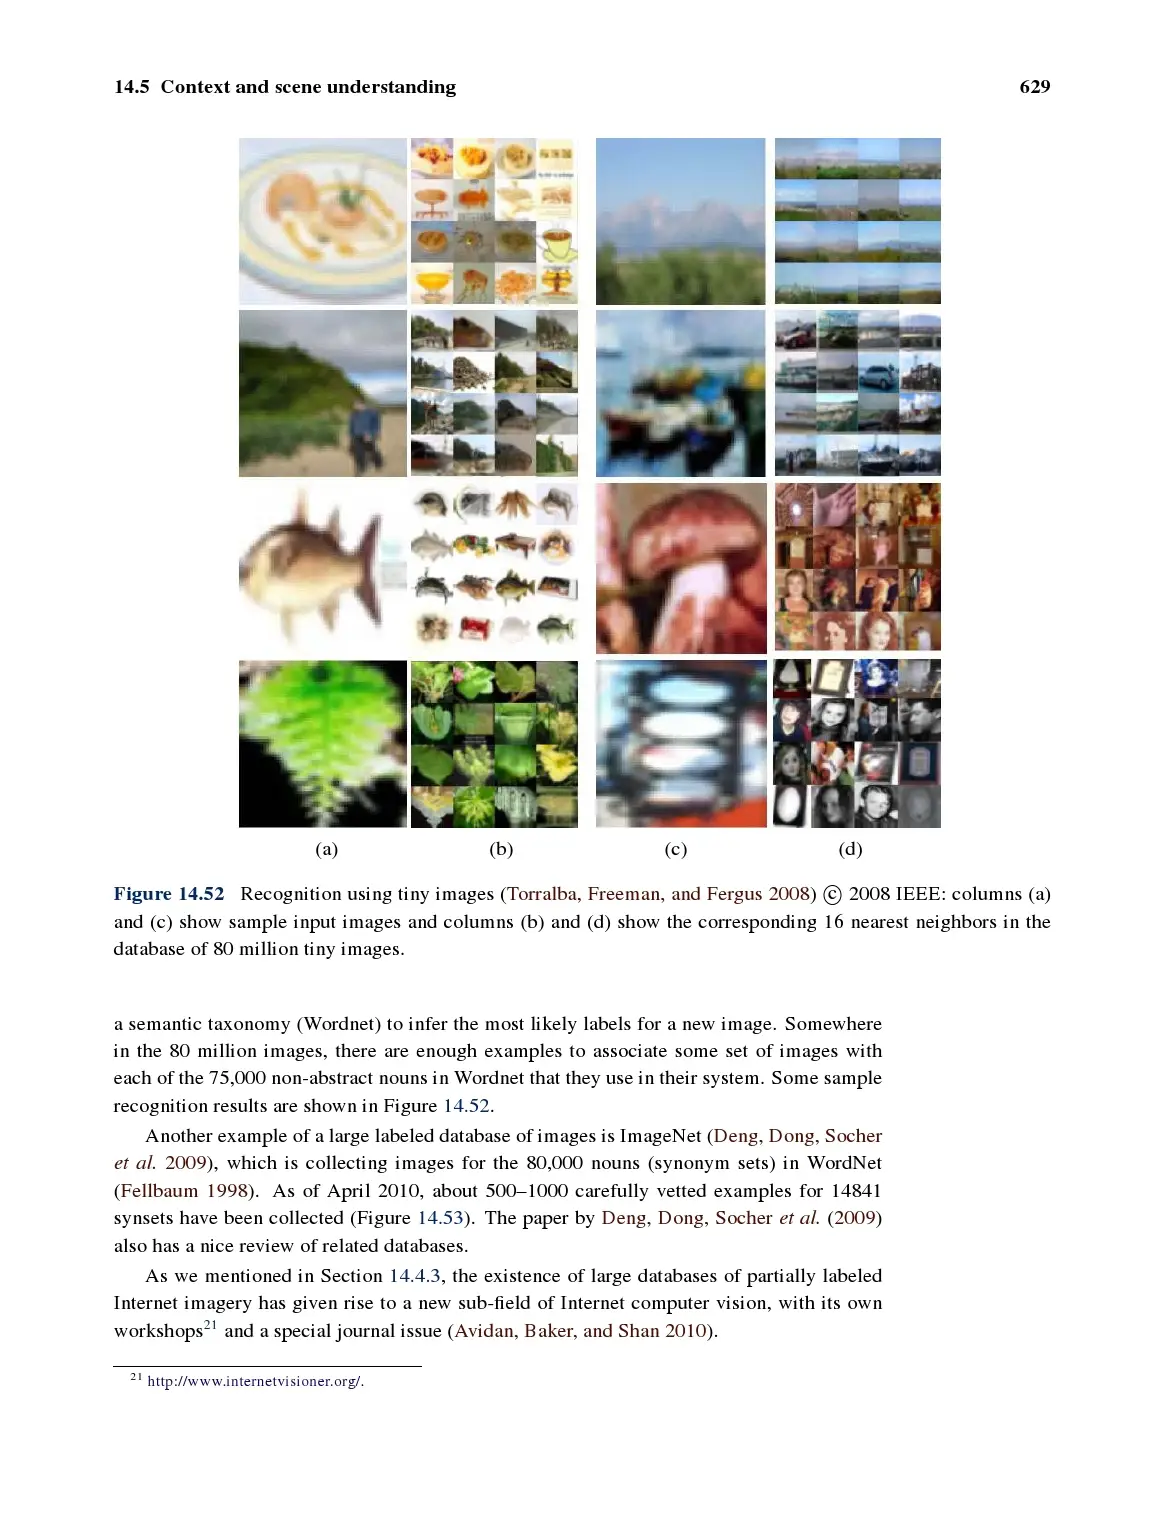 14.5 Context and scene understanding 629
(a) (b) (c) (d)
Figure 14.52 Recognition using tiny images (Torralba, Freeman, and Fergus 2008) © 2008 IEEE: columns (a)
and (c) show sample input images and columns (b) and (d) show the corresponding 16 nearest neighbors in the
database of 80 million tiny images.
a semantic taxonomy (Wordnet) to infer the most likely labels for a new image. Somewhere
in the 80 million images, there are enough examples to associate some set of images with
each of the 75,000 non-abstract nouns in Wordnet that they use in their system. Some sample
recognition results are shown in Figure 14.52.
Another example of a large labeled database of images is ImageNet (Deng, Dong, Socher
et al. 2009), which is collecting images for the 80,000 nouns (synonym sets) in WordNet
(Fellbaum 1998). As of April 2010, about 500–1000 carefully vetted examples for 14841
synsets have been collected (Figure 14.53). The paper by Deng, Dong, Socher et al. (2009)
also has a nice review of related databases.
As we mentioned in Section 14.4.3, the existence of large databases of partially labeled
Internet imagery has given rise to a new sub-field of Internet computer vision, with its own
workshops21 and a special journal issue (Avidan, Baker, and Shan 2010).
21 http://www.internetvisioner.org/.